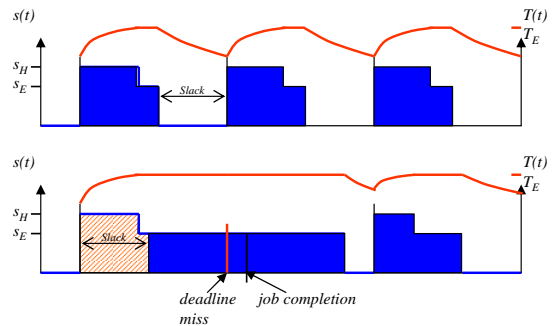 s(t) T(t)
T_E
s_H
s_E
Slack
s(t) T(t)
T_E
s_H
s_E
Slack
deadline miss
job completion